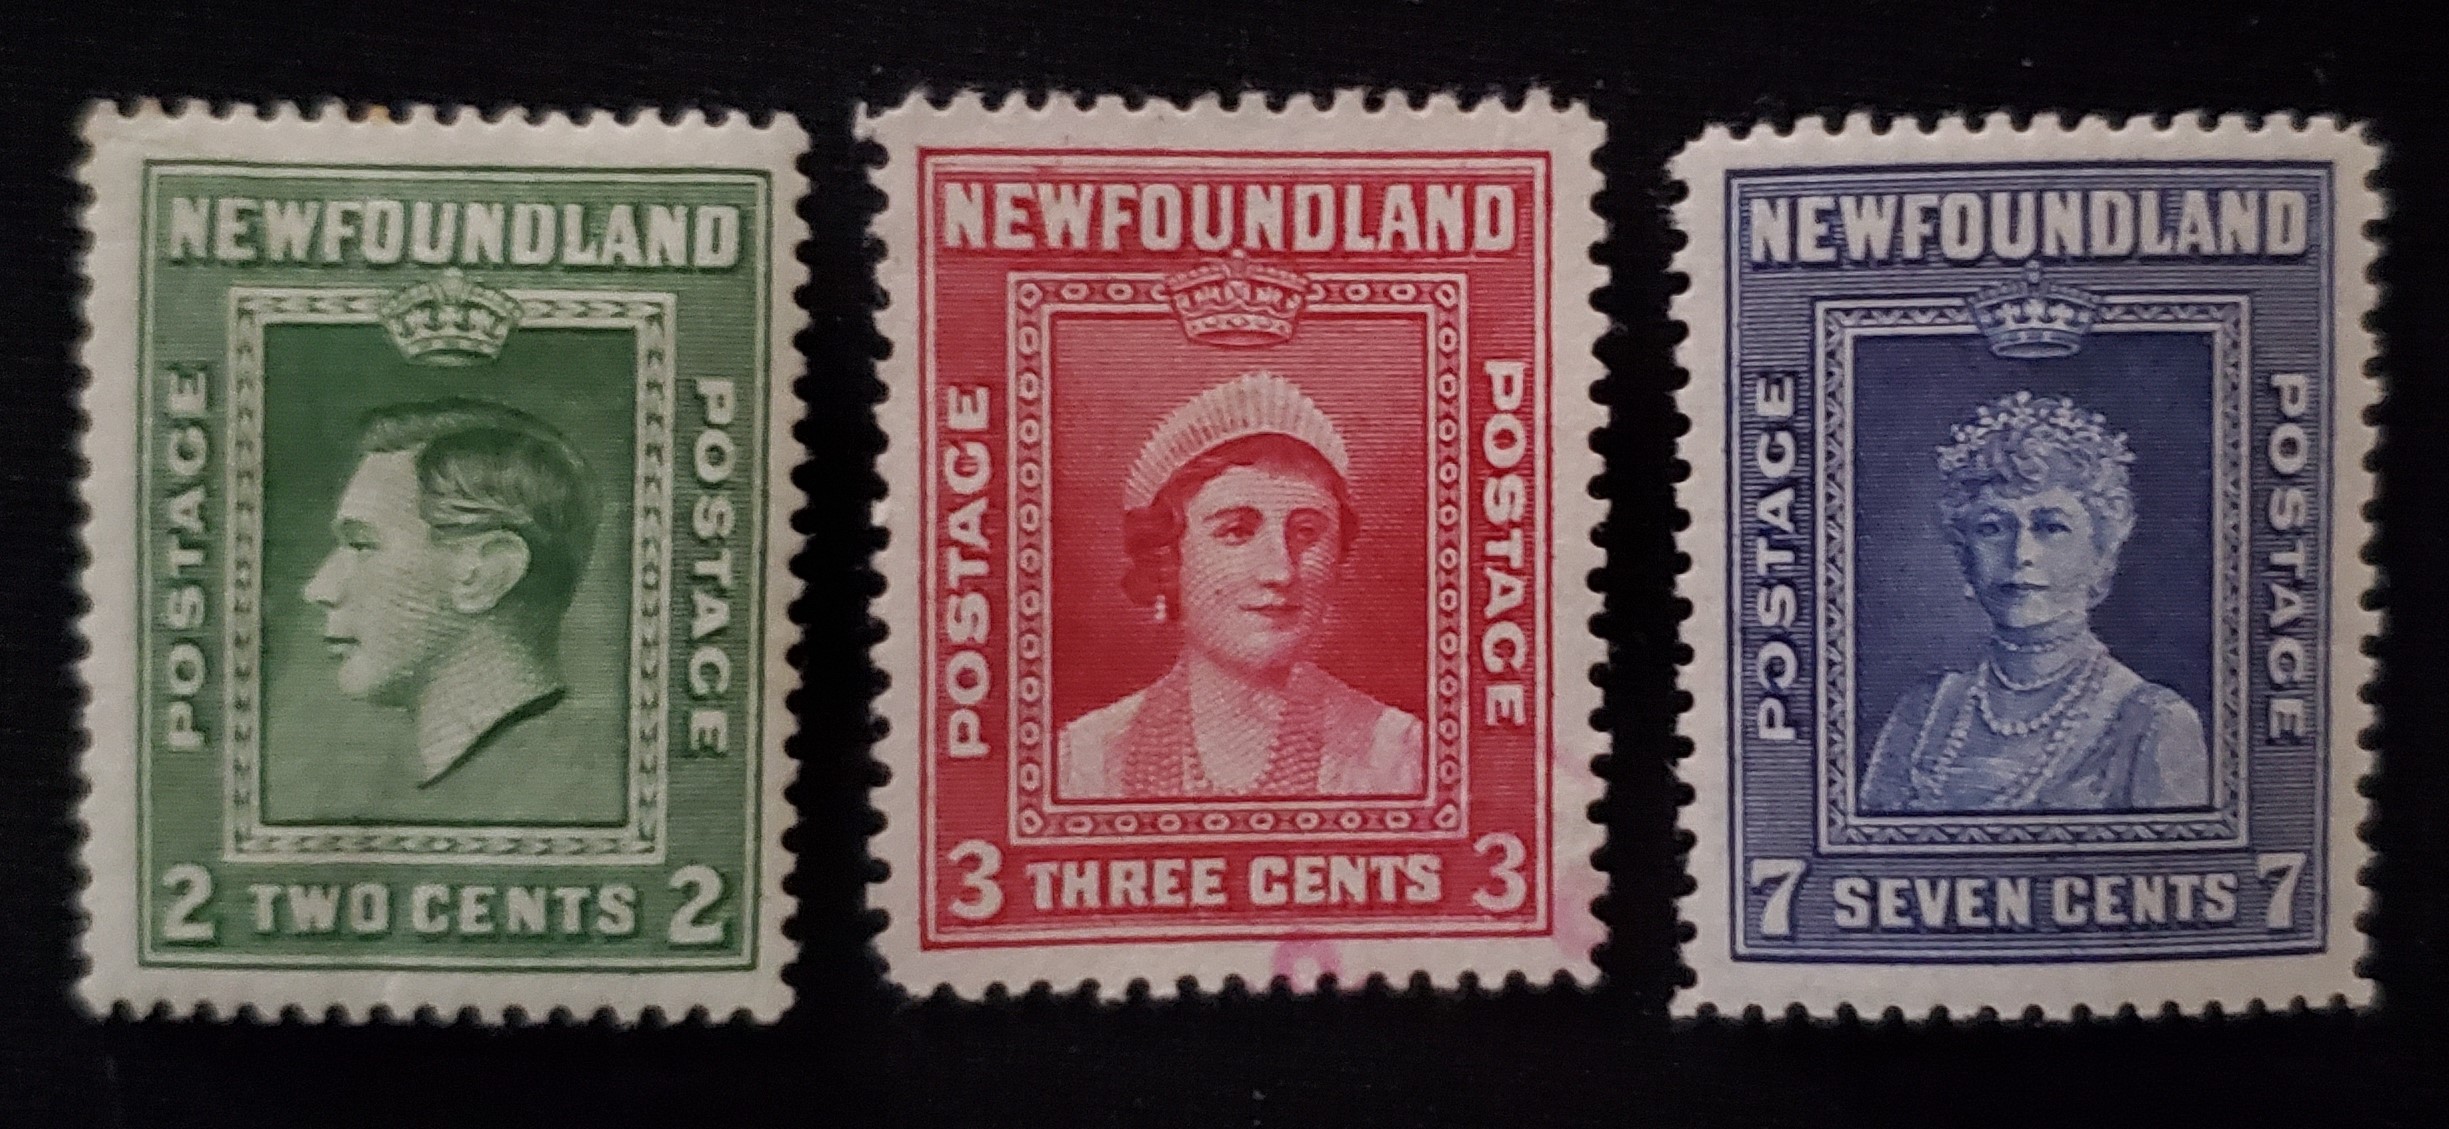 NEWFOUNDLAND
POSTAGE
POSTAGE
2 TWO CENTS 2
NEWFOUNDLAND
POSTAGE
POSTAGE
3 THREE CENTS 3
NEWFOUNDLAND
POSTAGE
POSTAGE
7 SEVEN CENTS 7